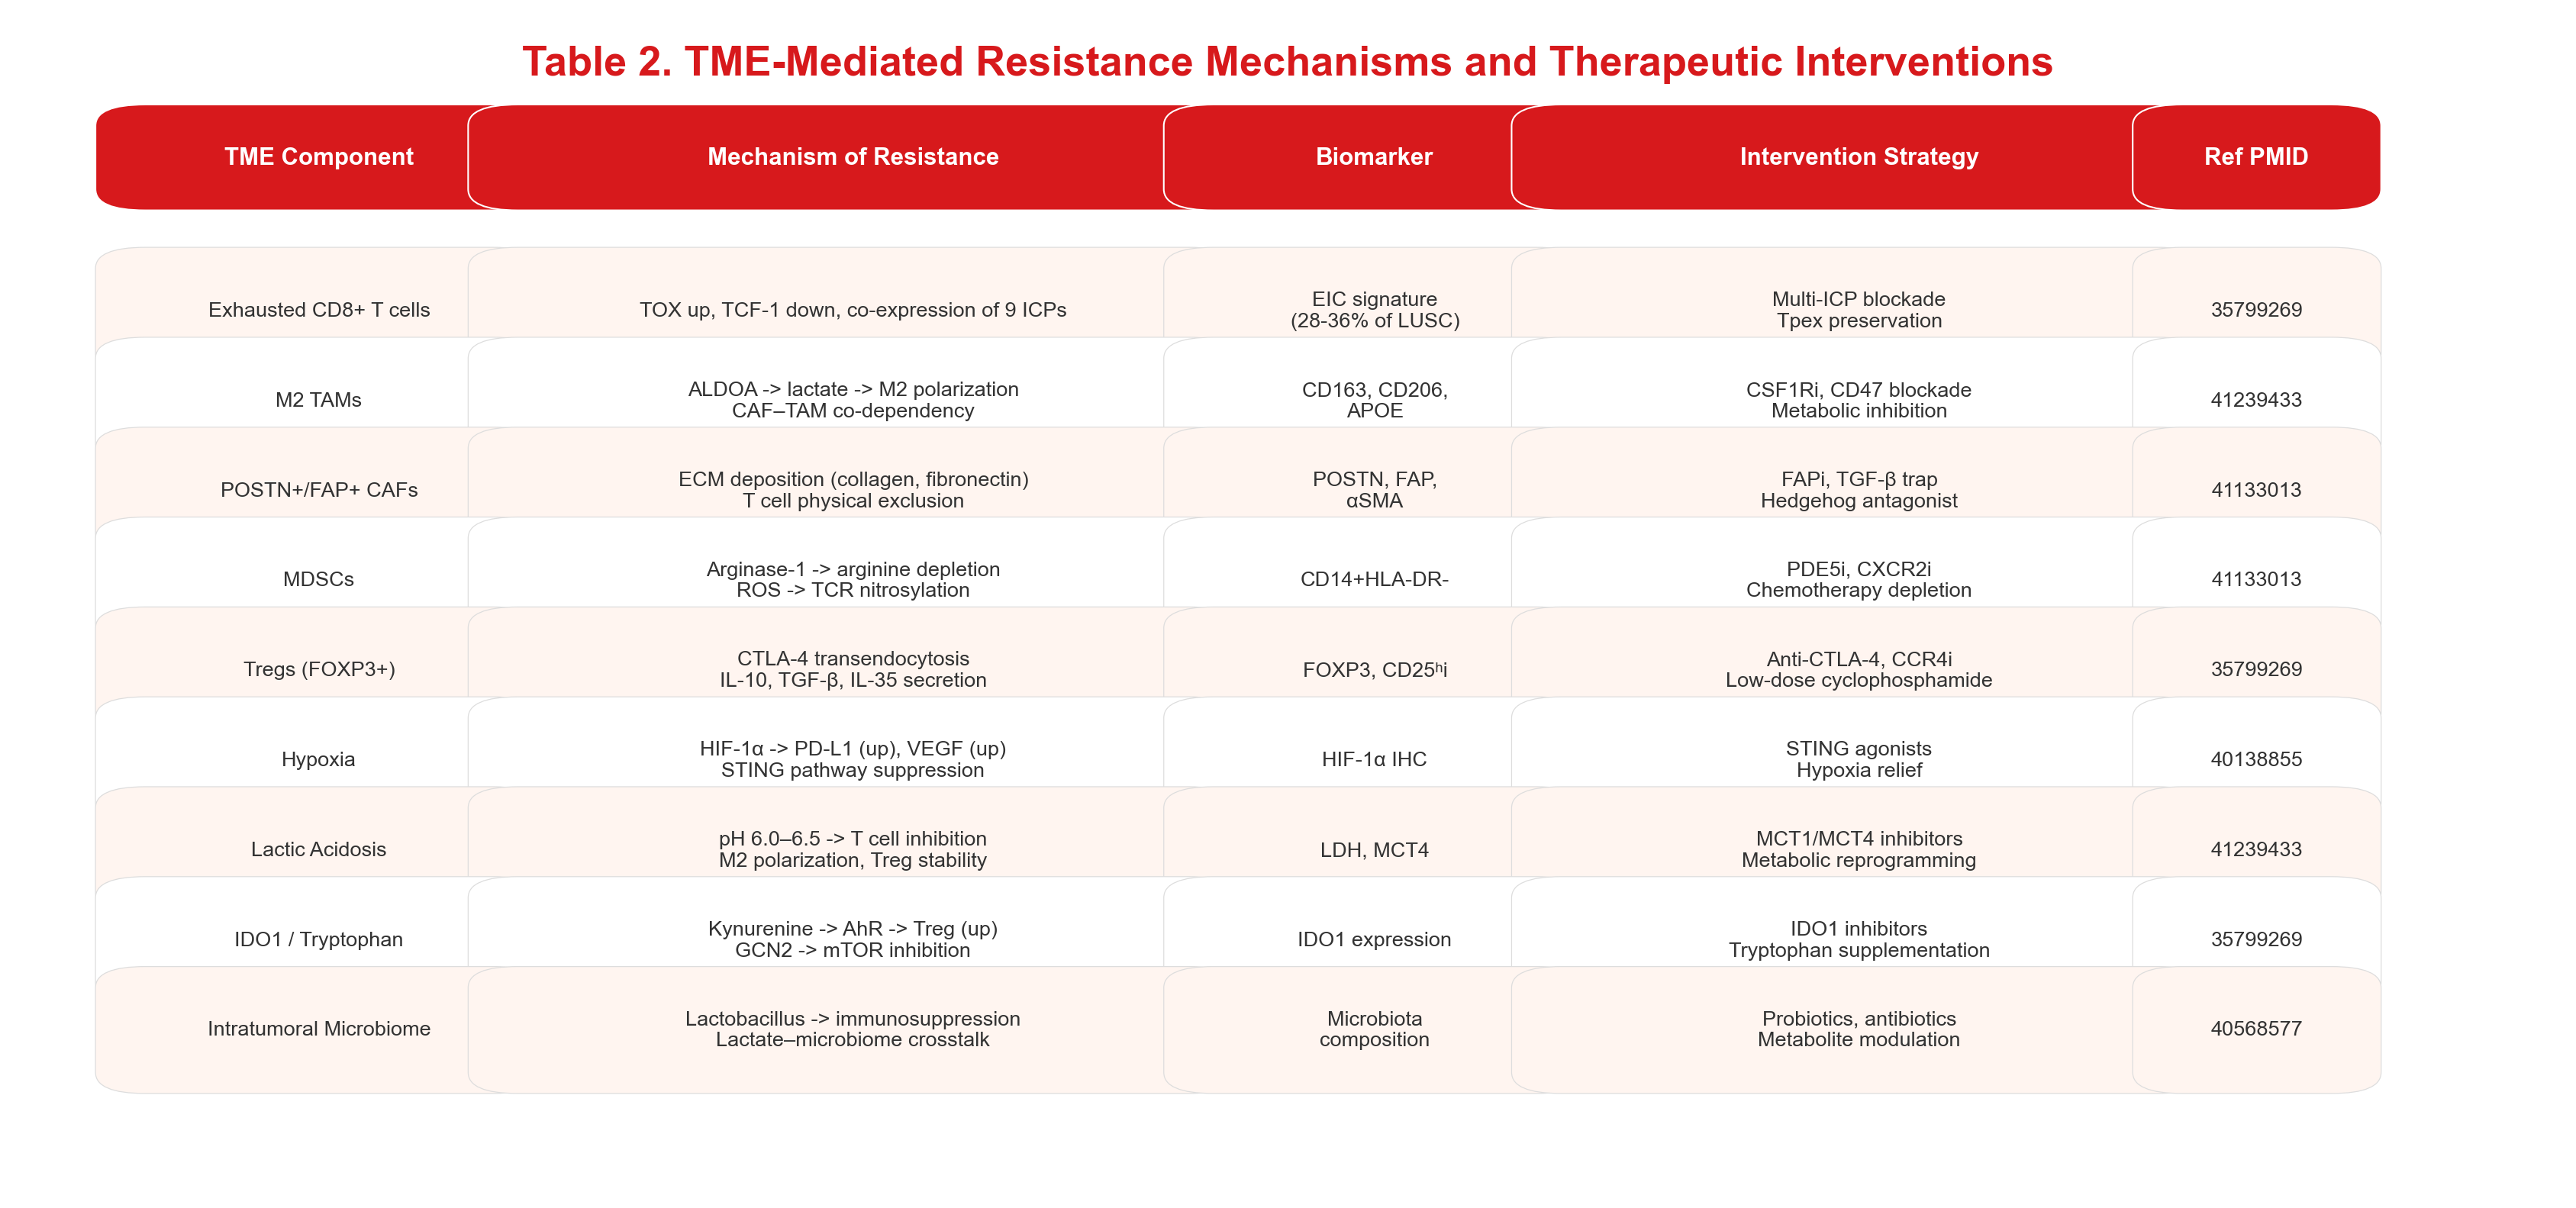 Table 2. TME-Mediated Resistance Mechanisms and Therapeutic Interventions
TME Component
Mechanism of Resistance
Biomarker
Intervention Strategy
Ref PMID
Exhausted CD8+ T cells
TOX up, TCF-1 down, co-expression of 9 ICPs
EIC signature
(28-36% of LUSC)
Multi-ICP blockade
Tpex preservation
35799269
M2 TAMs
ALDOA -> lactate -> M2 polarization
CAF–TAM co-dependency
CD163, CD206,
APOE
CSF1Ri, CD47 blockade
Metabolic inhibition
41239433
POSTN+/FAP+ CAFs
ECM deposition (collagen, fibronectin)
T cell physical exclusion
POSTN, FAP,
αSMA
FAPi, TGF-β trap
Hedgehog antagonist
41133013
MDSCs
Arginase-1 -> arginine depletion
ROS -> TCR nitrosylation
CD14+HLA-DR-
PDE5i, CXCR2i
Chemotherapy depletion
41133013
Tregs (FOXP3+)
CTLA-4 transendocytosis
IL-10, TGF-β, IL-35 secretion
FOXP3, CD25ʰi
Anti-CTLA-4, CCR4i
Low-dose cyclophosphamide
35799269
Hypoxia
HIF-1α -> PD-L1 (up), VEGF (up)
STING pathway suppression
HIF-1α IHC
STING agonists
Hypoxia relief
40138855
Lactic Acidosis
pH 6.0–6.5 -> T cell inhibition
M2 polarization, Treg stability
LDH, MCT4
MCT1/MCT4 inhibitors
Metabolic reprogramming
41239433
IDO1 / Tryptophan
Kynurenine -> AhR -> Treg (up)
GCN2 -> mTOR inhibition
IDO1 expression
IDO1 inhibitors
Tryptophan supplementation
35799269
Intratumoral Microbiome
Lactobacillus -> immunosuppression
Lactate–microbiome crosstalk
Microbiota
composition
Probiotics, antibiotics
Metabolite modulation
40568577